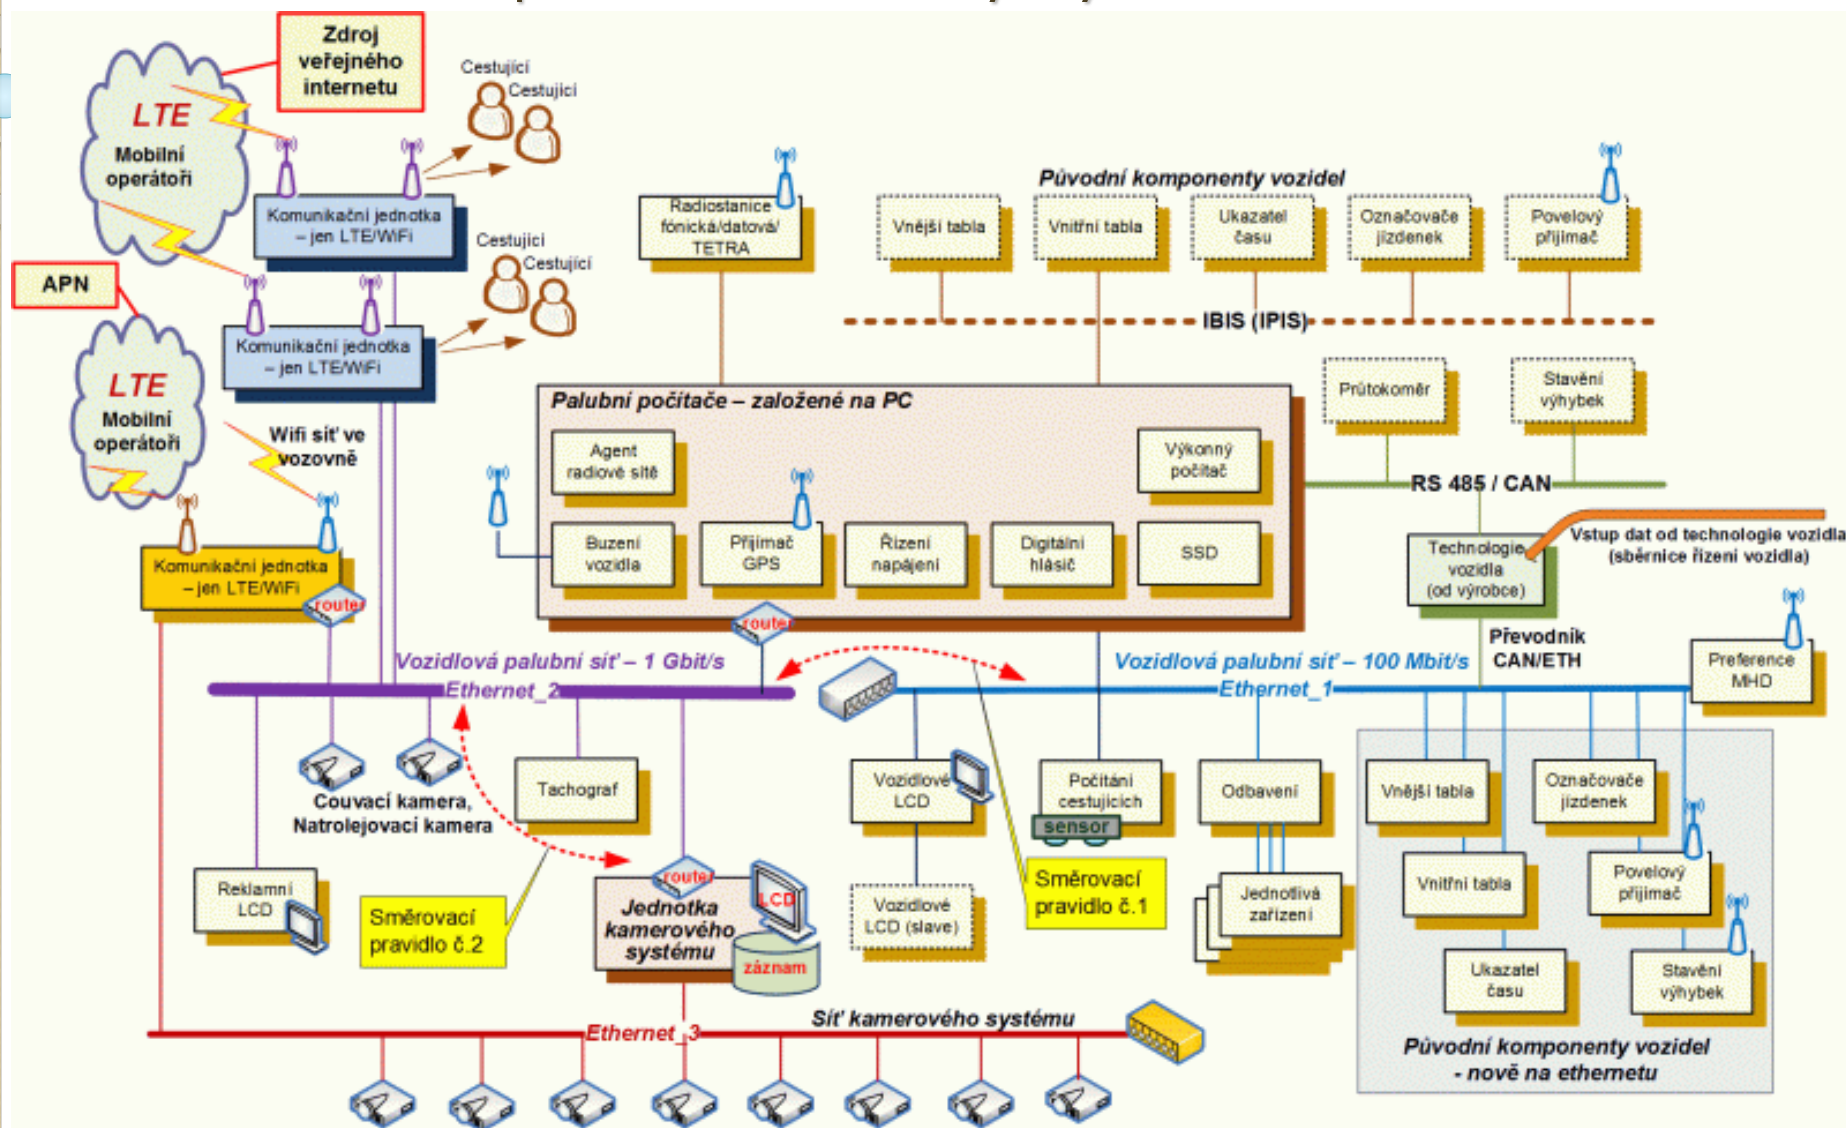 Zdroj
veřejného
internetu
LTE
Mobilní
operátoři
Cestující
Cestující
Komunikační jednotka
– jen LTE/WiFi
Cestující
Cestující
APN
Komunikační jednotka
– jen LTE/WiFi
LTE
Mobilní
operátoři
Wifi síť ve
vozovně
Komunikační jednotka
– jen LTE/WiFi
router
Radiostanice
fónická/datová/
TETRA
Původní komponenty vozidel
Vnější tabla
Vnitřní tabla
Ukazatel
času
Označovače
jízdenek
Povelový
přijímač
IBIS (IPIS)
Průtokoměr
Stavění
výhybek
RS 485 / CAN
Palubní počítače – založené na PC
Agent
radiové sítě
Výkonný
počítač
Buzení
vozidla
Přijímač
GPS
Řízení
napájení
Digitální
hlásič
SSD
router
Technologie
vozidla
(od výrobce)
Vstup dat od technologie vozidla
(sběrnice řízení vozidla)
Převodník
CAN/ETH
Preference
MHD
Vozidlová palubní síť – 1 Gbit/s
Ethernet_2
Vozidlová palubní síť – 100 Mbit/s
Ethernet_1
Couvací kamera,
Natrolejovací kamera
Tachograf
Reklamní
LCD
Směrovací
pravidlo č.2
router
LCD
Jednotka
kamerového
systému
záznam
Vozidlové
LCD
Vozidlové
LCD (slave)
Počítání
cestujících
sensor
Směrovací
pravidlo č.1
Odbavení
Jednotlivá
zařízení
Vnější tabla
Označovače
jízdenek
Vnitřní tabla
Povelový
přijímač
Ukazatel
času
Stavění
výhybek
Původní komponenty vozidel
- nově na ethernetu
Ethernet_3
Síť kamerového systému